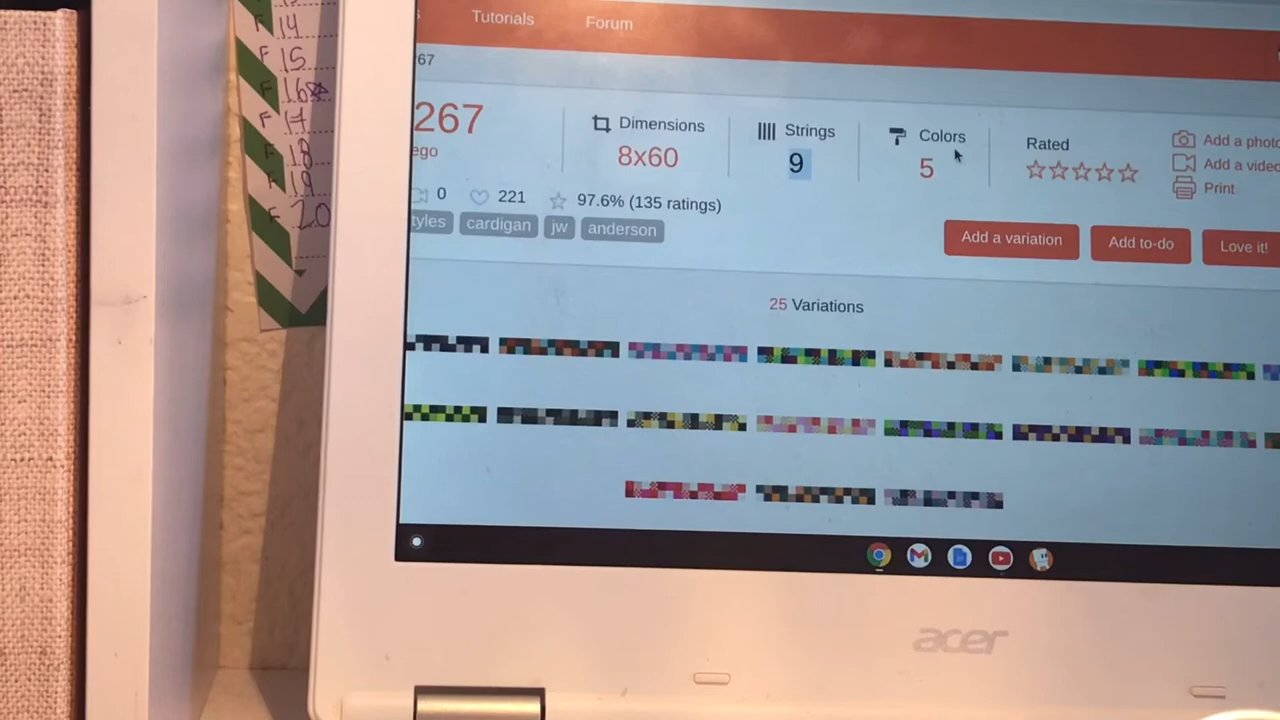 Tutorials Forum
67
267
ego
Dimensions
8x60
Strings
9
Colors
5
Rated
Add a photo
Add a video
Print
0 221 97.6% (135 ratings)
tyles cardigan jw anderson
Add a variation Add to-do Love it!
25 Variations
acer
F 14
F 15
F 16
F 17
F 18
F 19
F 20